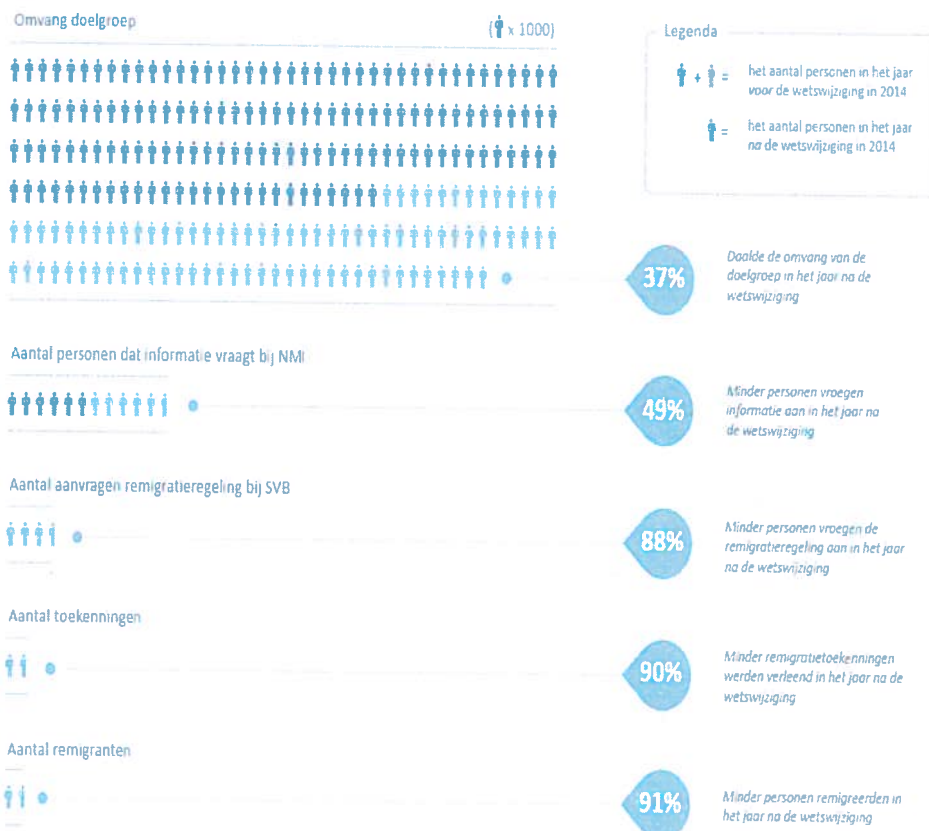 Omvang doelgroep
( x 1000)
Legenda
+ =
het aantal personen in het jaar
voor de wetswijziging in 2014
=
het aantal personen in het jaar
na de wetswijziging in 2014
37%
Daalde de omvang van de
doelgroep in het jaar na de
wetswijziging
Aantal personen dat informatie vraagt bij NMI
49%
Minder personen vroegen
informatie aan in het jaar na
de wetswijziging
Aantal aanvragen remigratieregeling bij SVB
88%
Minder personen vroegen de
remigratieregeling aan in het jaar
na de wetswijziging
Aantal toekenningen
90%
Minder remigratietoekenningen
werden verleend in het jaar na de
wetswijziging
Aantal remigranten
91%
Minder personen remigreerden in
het jaar na de wetswijziging